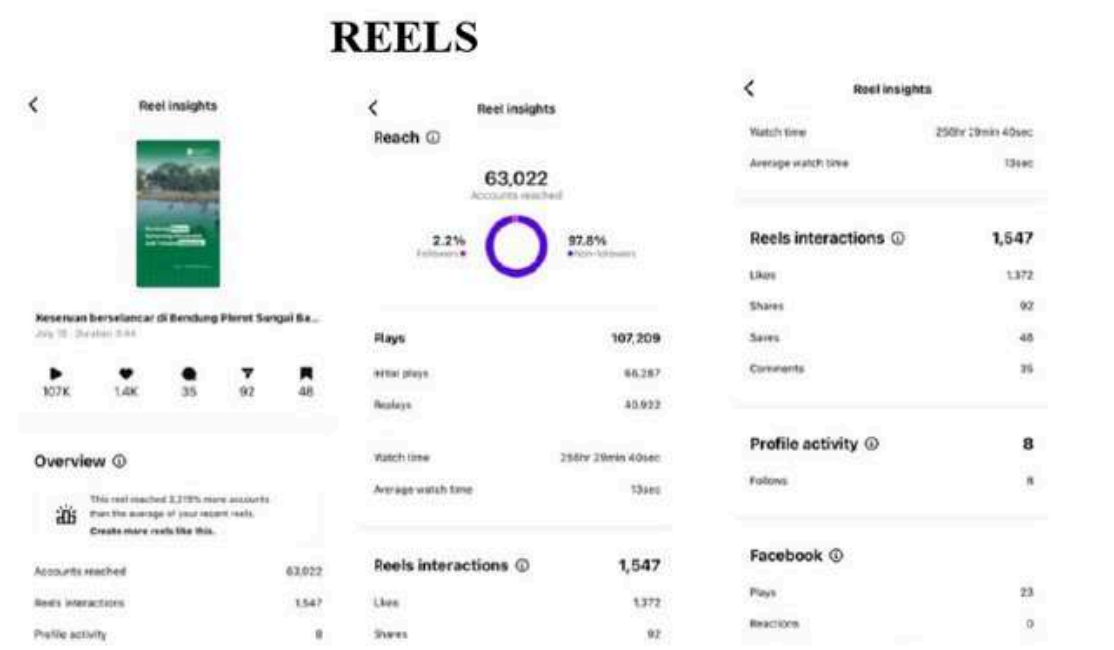 REELS
Reel insights
Keseruan berselancar di Bendung Pleret Sungai Ba...
107K 1.4K 35 92 48
Overview
This reel reached more accounts
than the average of your recent reels.
Create more reels like this.
Accounts reached 63,022
Reels interactions 1,547
Profile activity 8
Reel insights
Reach
63,022
Accounts reached
2.2% 97.8%
Followers Non-followers
Plays 107,209
Initial plays
Replays 40,922
Watch time 258hr 29min 40sec
Average watch time 13sec
Reels interactions 1,547
Likes 1,372
Shares 92
Reel insights
Watch time 258hr 29min 40sec
Average watch time 13sec
Reels interactions 1,547
Likes 1,372
Shares 92
Saves 48
Comments 35
Profile activity 8
Follows 8
Facebook
Plays 23
Reactions 0